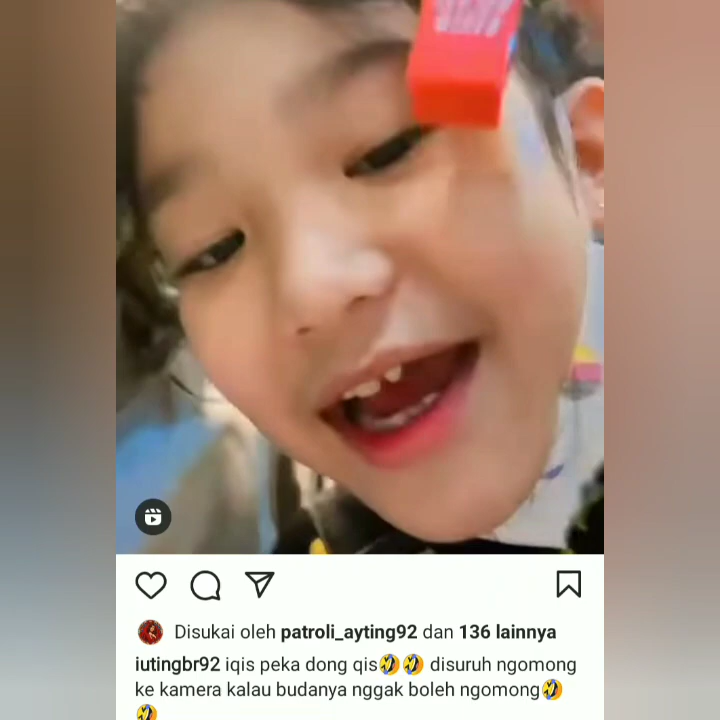 Disukai oleh patroli_ayting92 dan 136 lainnya
iutingbr92 iqis peka dong qis🤣🤣 disuruh ngomong
ke kamera kalau budanya nggak boleh ngomong🤣
🤣